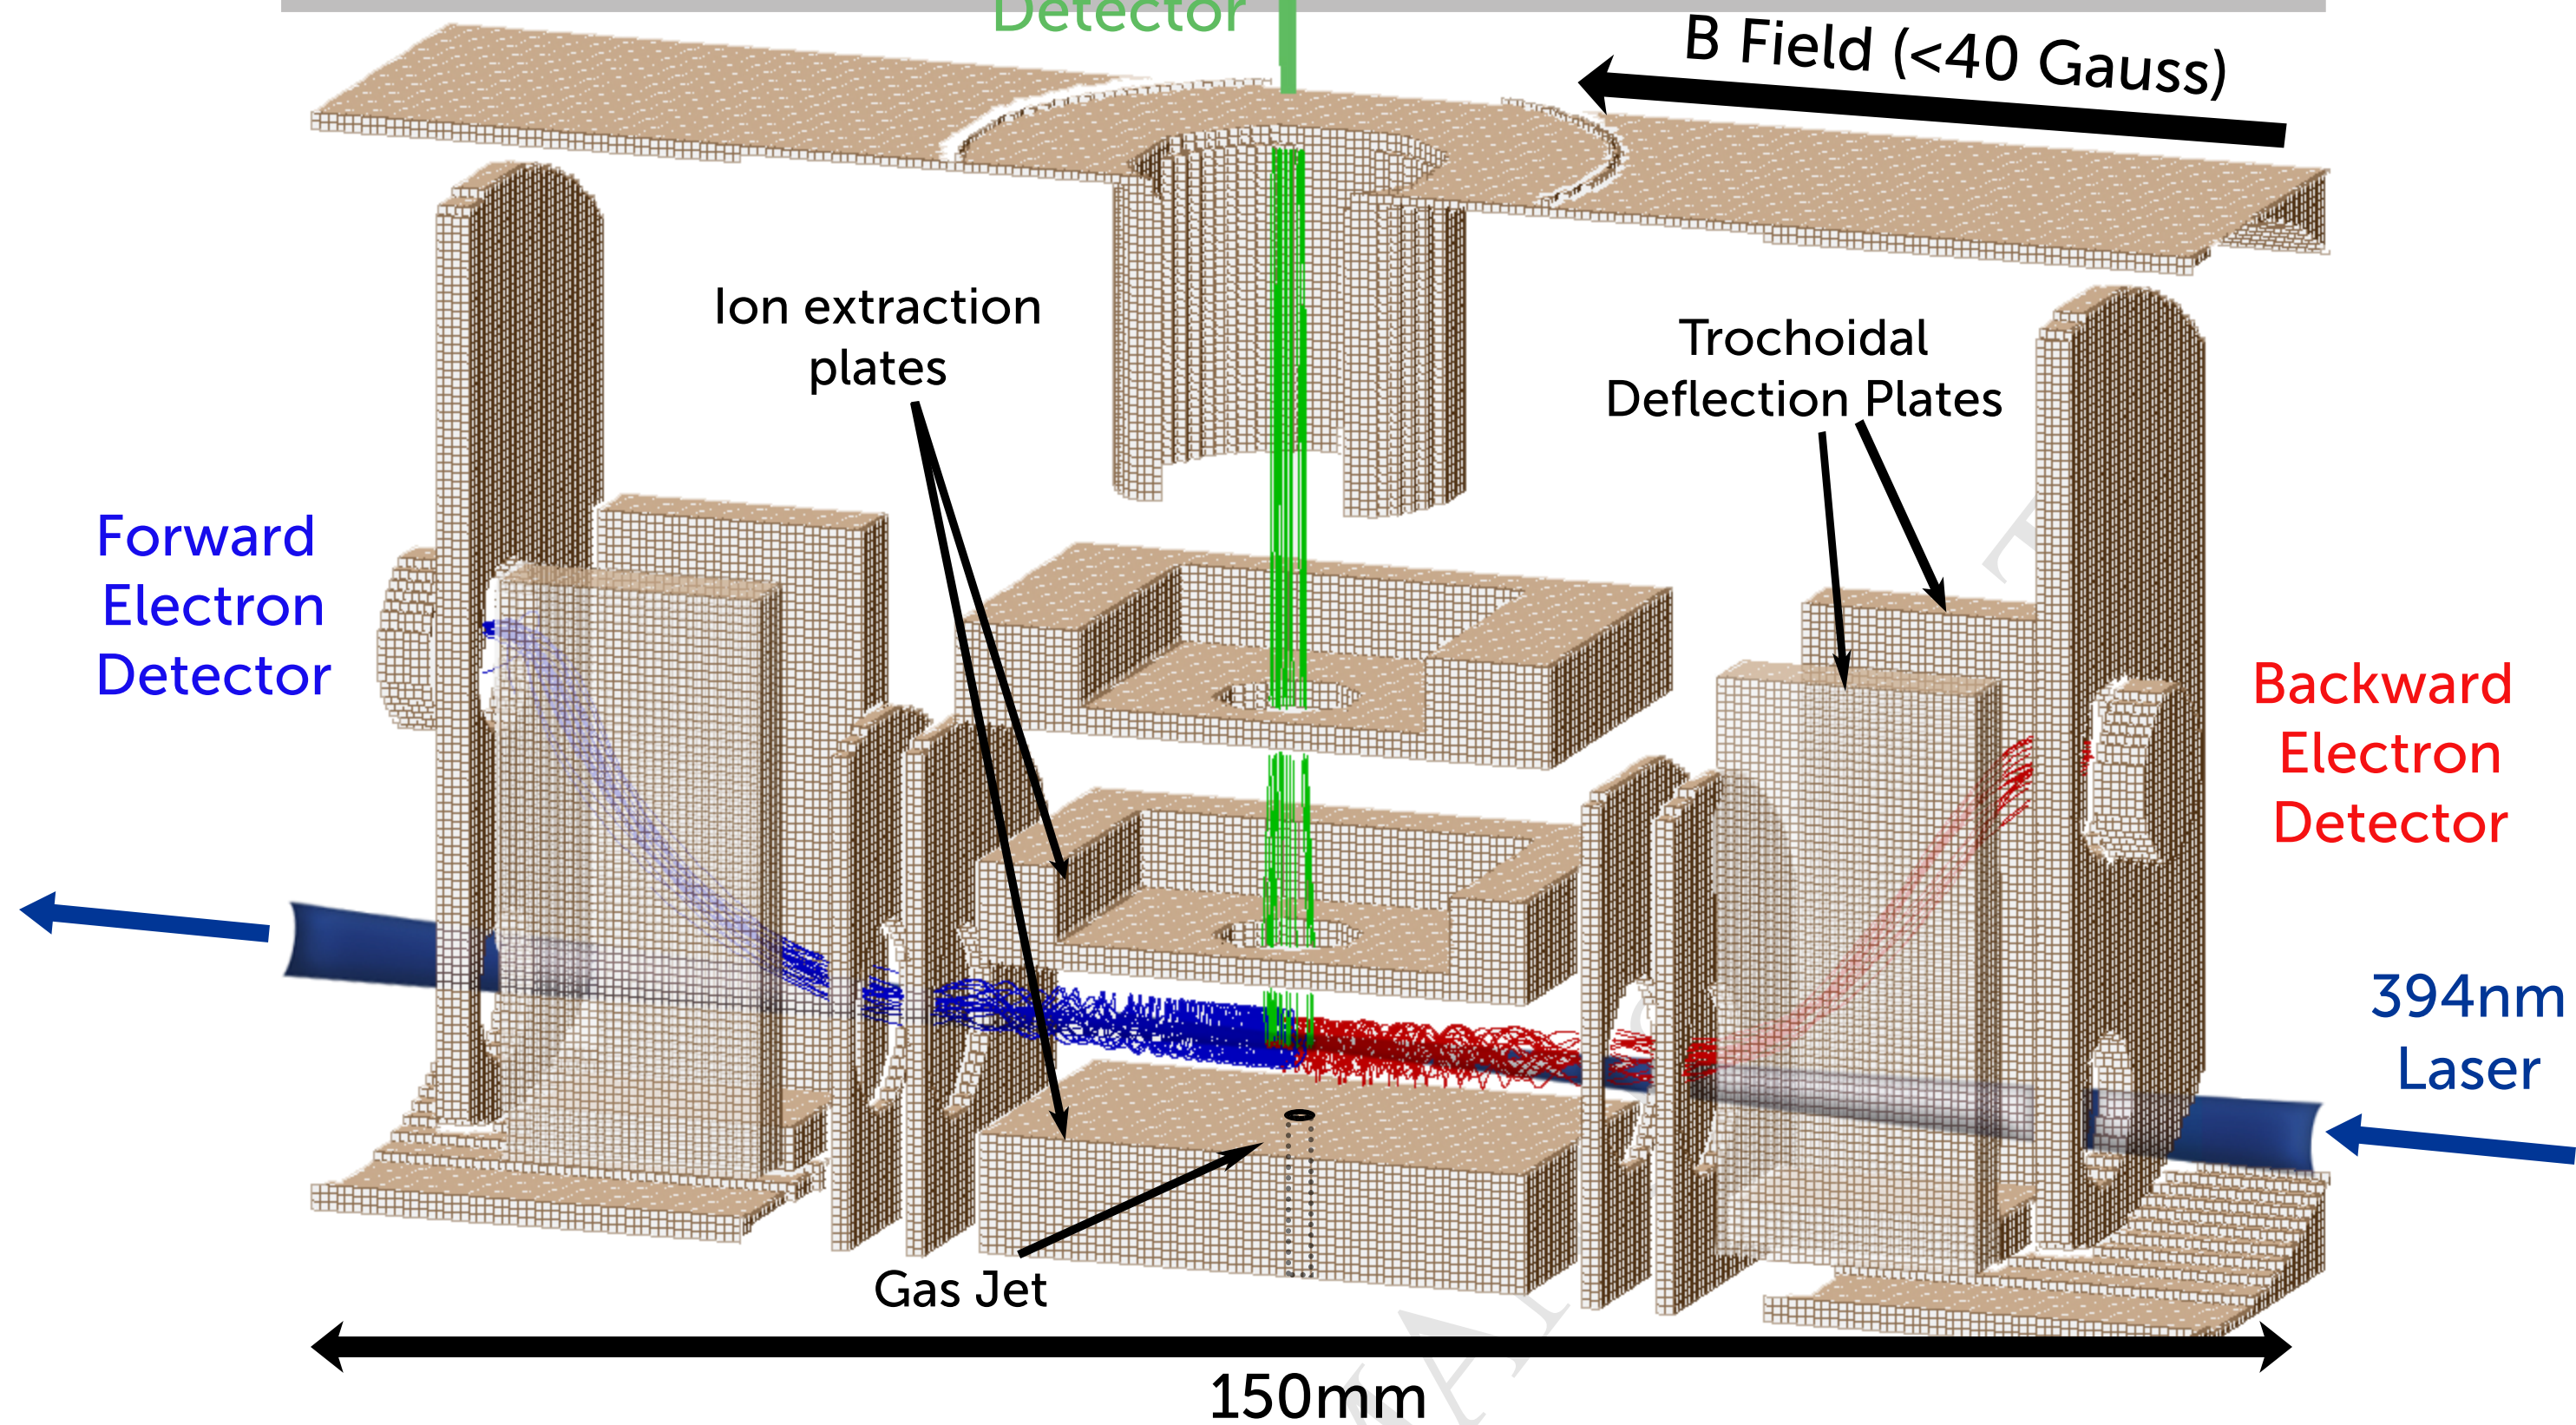 Detector
B Field (<40 Gauss)
Ion extraction
plates
Trochoidal
Deflection Plates
Forward
Electron
Detector
Backward
Electron
Detector
394nm
Laser
Gas Jet
150mm